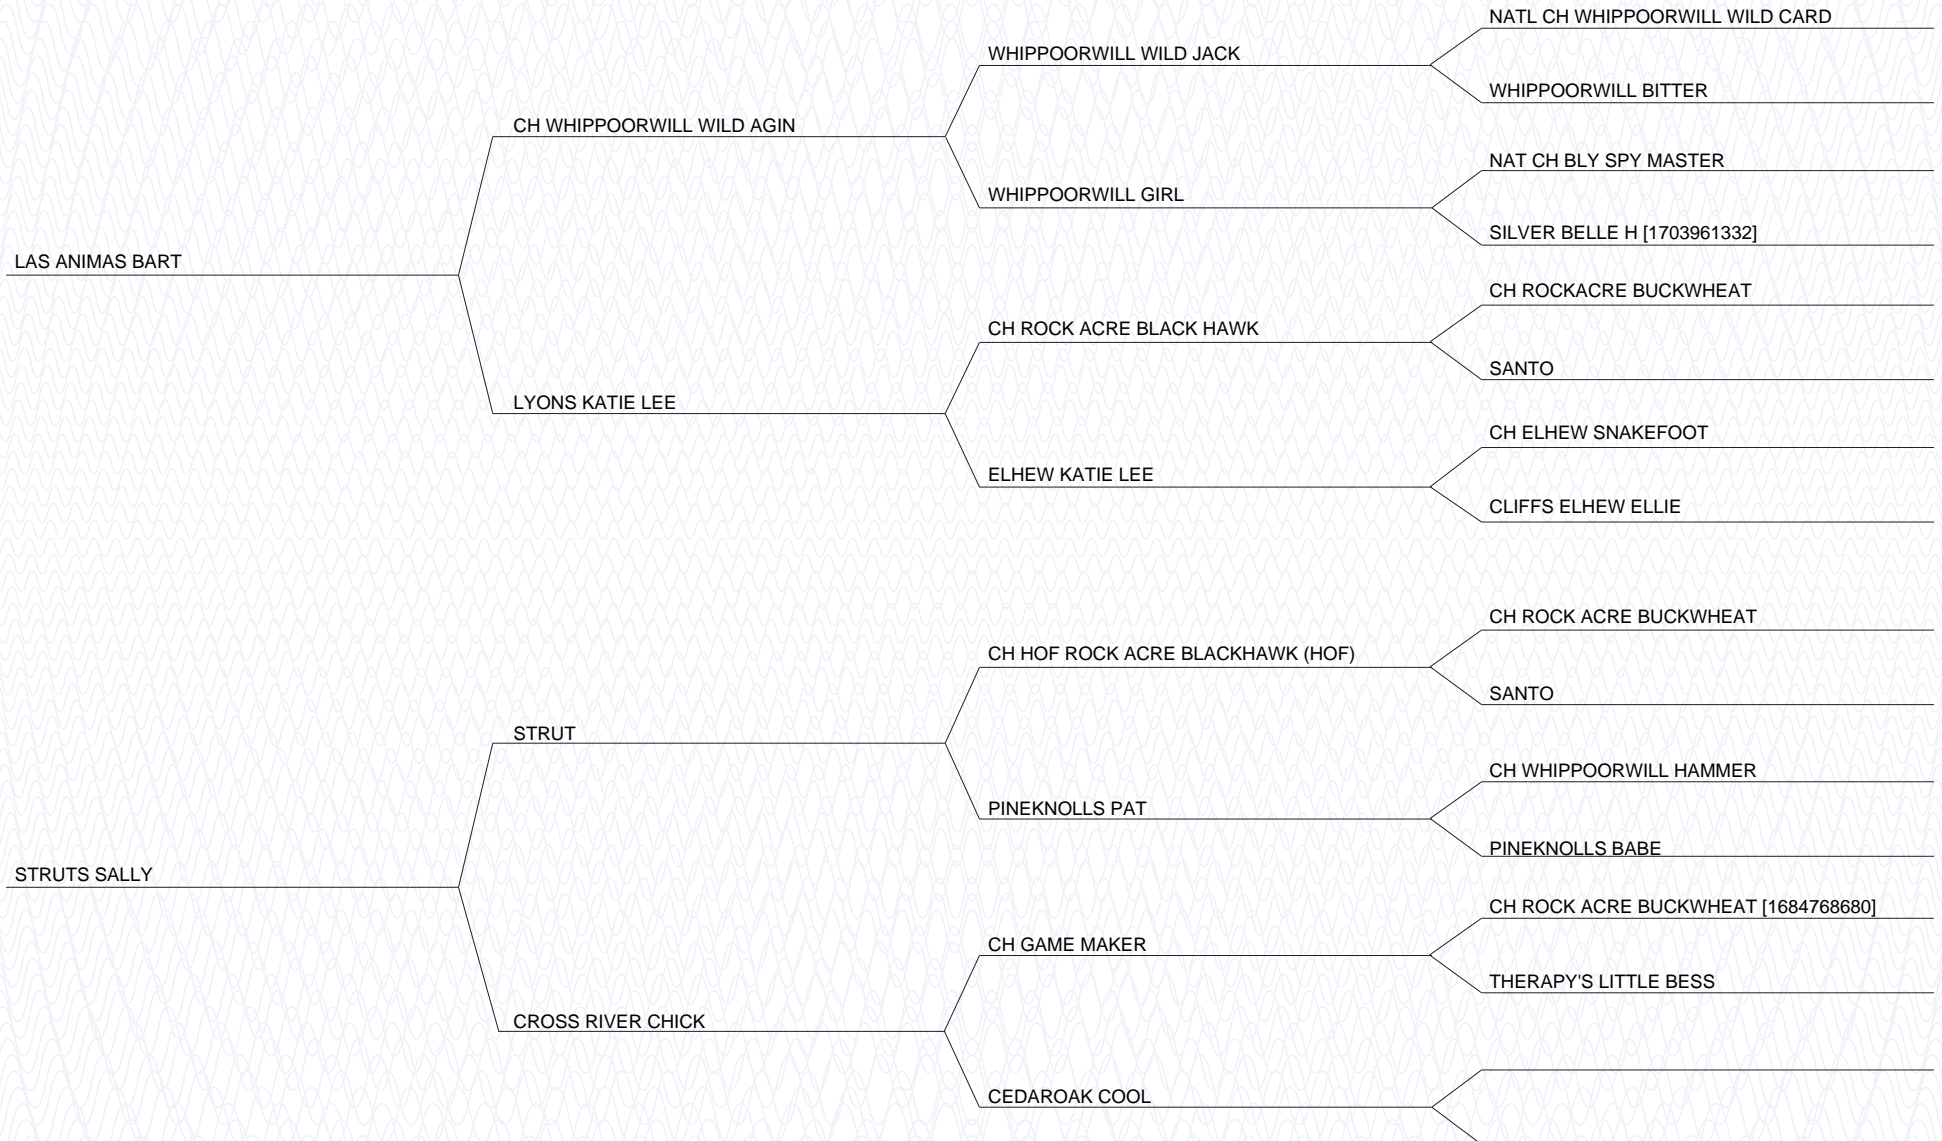 NATL CH WHIPPOORWILL WILD CARD
WHIPPOORWILL WILD JACK
WHIPPOORWILL BITTER
CH WHIPPOORWILL WILD AGIN
NAT CH BLY SPY MASTER
WHIPPOORWILL GIRL
SILVER BELLE H [1703961332]
LAS ANIMAS BART
CH ROCKACRE BUCKWHEAT
CH ROCK ACRE BLACK HAWK
SANTO
LYONS KATIE LEE
CH ELHEW SNAKEFOOT
ELHEW KATIE LEE
CLIFFS ELHEW ELLIE
CH ROCK ACRE BUCKWHEAT
CH HOF ROCK ACRE BLACKHAWK (HOF)
SANTO
STRUT
CH WHIPPOORWILL HAMMER
PINEKNOLLS PAT
PINEKNOLLS BABE
STRUTS SALLY
CH ROCK ACRE BUCKWHEAT [1684768680]
CH GAME MAKER
THERAPY'S LITTLE BESS
CROSS RIVER CHICK
CEDAROAK COOL